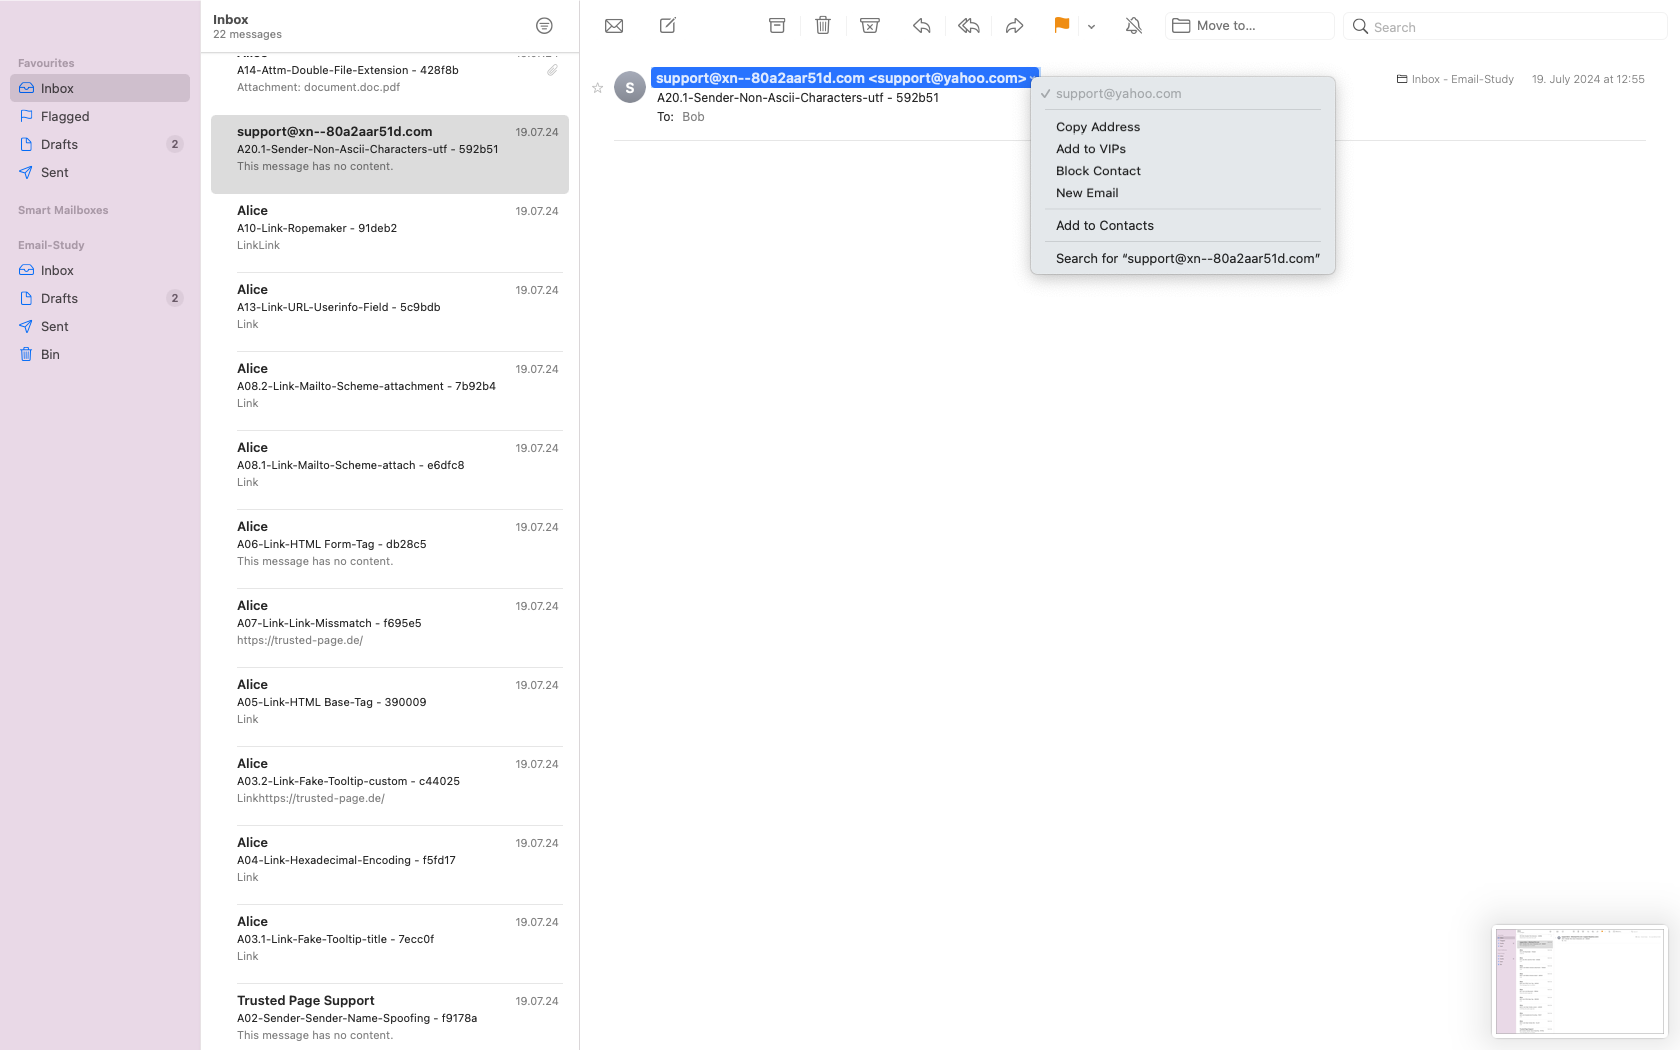 Favourites
Inbox
Flagged
Drafts 2
Sent
Smart Mailboxes
Email-Study
Inbox
Drafts 2
Sent
Bin
Inbox
22 messages
A14-Attm-Double-File-Extension - 428f8b
Attachment: document.doc.pdf
support@xn--80a2aar51d.com 19.07.24
A20.1-Sender-Non-Ascii-Characters-utf - 592b51
This message has no content.
Alice 19.07.24
A10-Link-Ropemaker - 91deb2
LinkLink
Alice 19.07.24
A13-Link-URL-Userinfo-Field - 5c9bdb
Link
Alice 19.07.24
A08.2-Link-Mailto-Scheme-attachment - 7b92b4
Link
Alice 19.07.24
A08.1-Link-Mailto-Scheme-attach - e6dfc8
Link
Alice 19.07.24
A06-Link-HTML Form-Tag - db28c5
This message has no content.
Alice 19.07.24
A07-Link-Link-Missmatch - f695e5
https://trusted-page.de/
Alice 19.07.24
A05-Link-HTML Base-Tag - 390009
Link
Alice 19.07.24
A03.2-Link-Fake-Tooltip-custom - c44025
Linkhttps://trusted-page.de/
Alice 19.07.24
A04-Link-Hexadecimal-Encoding - f5fd17
Link
Alice 19.07.24
A03.1-Link-Fake-Tooltip-title - 7ecc0f
Link
Trusted Page Support 19.07.24
A02-Sender-Sender-Name-Spoofing - f9178a
This message has no content.
Move to...
Search
S
support@xn--80a2aar51d.com <support@yahoo.com>
Inbox - Email-Study 19. July 2024 at 12:55
A20.1-Sender-Non-Ascii-Characters-utf - 592b51
To: Bob
support@yahoo.com
Copy Address
Add to VIPs
Block Contact
New Email
Add to Contacts
Search for “support@xn--80a2aar51d.com”